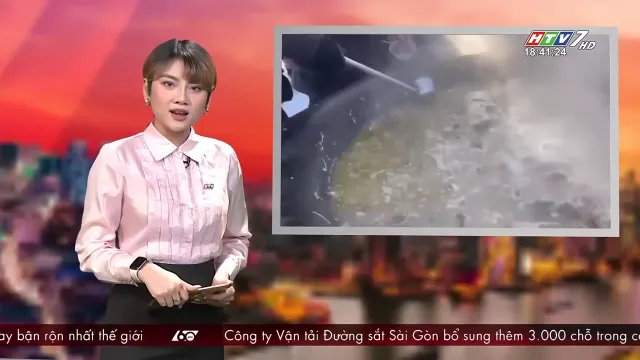 HTV7 HD
18:41:24
ay bận rộn nhất thế giới 60 Công ty Vận tải Đường sắt Sài Gòn bổ sung thêm 3.000 chỗ trong c